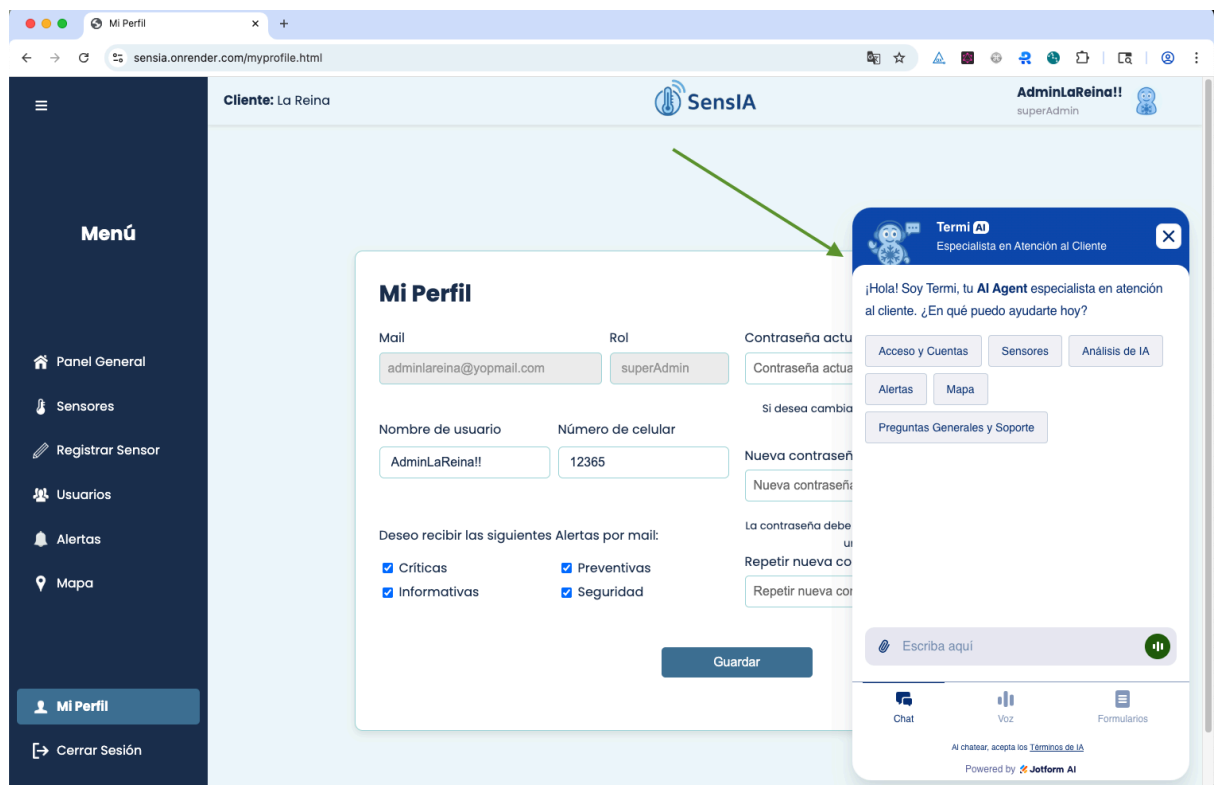 Mi Perfil
sensia.onrender.com/myprofile.html
Cliente: La Reina
SensIA
AdminLaReina!!
superAdmin
Menú
Panel General
Sensores
Registrar Sensor
Usuarios
Alertas
Mapa
Mi Perfil
Cerrar Sesión
Mi Perfil
Mail
Rol
adminlareina@yopmail.com
superAdmin
Nombre de usuario
Número de celular
AdminLaReina!!
12365
Deseo recibir las siguientes Alertas por mail:
Críticas
Preventivas
Informativas
Seguridad
Contraseña actu
Contraseña actua
Si desea cambia
Nueva contraseñ
Nueva contraseña
La contraseña debe
un
Repetir nueva co
Repetir nueva con
Guardar
Termi AI
Especialista en Atención al Cliente
¡Hola! Soy Termi, tu AI Agent especialista en atención
al cliente. ¿En qué puedo ayudarte hoy?
Acceso y Cuentas
Sensores
Análisis de IA
Alertas
Mapa
Preguntas Generales y Soporte
Escriba aquí
Chat
Voz
Formularios
Al chatear, acepta los Términos de IA
Powered by Jotform AI